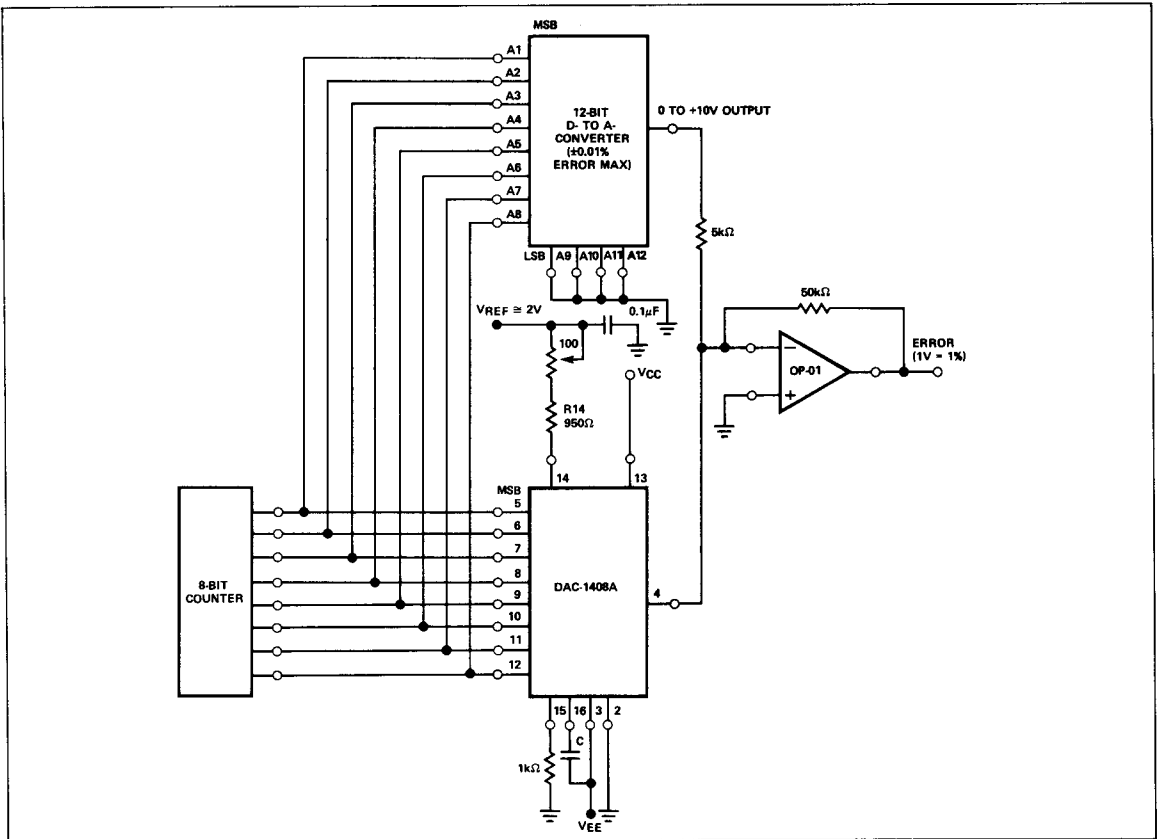 MSB
A1
A2
A3
A4
A5
A6
A7
A8
12-BIT
D- TO A-
CONVERTER
(±0.01%
ERROR MAX)
0 TO +10V OUTPUT
5kΩ
LSB A9 A10 A11 A12
VREF ≅ 2V
0.1µF
100
R14
950Ω
VCC
50kΩ
−
+
OP-01
ERROR
(1V = 1%)
14
13
8-BIT
COUNTER
MSB
5
6
7
8
9
10
11
12
DAC-1408A
4
15 16 3 2
C
1kΩ
VEE